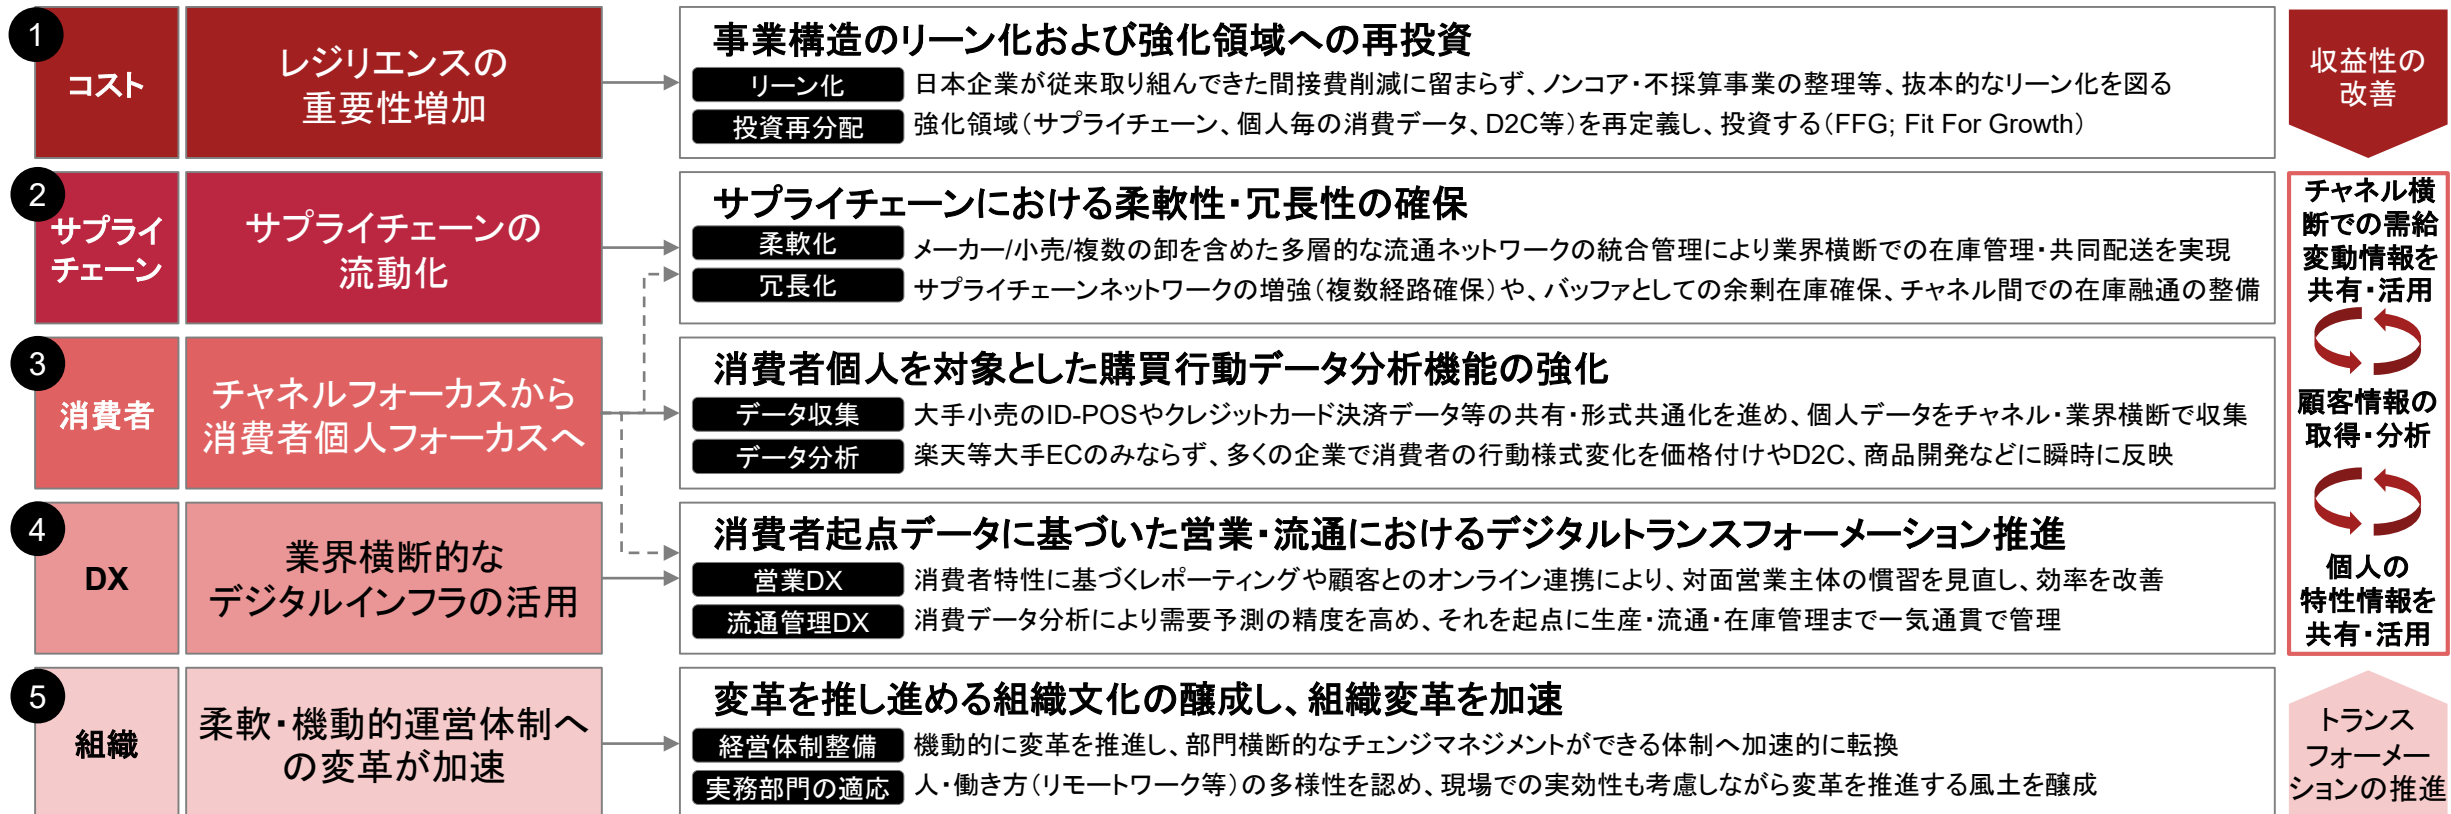 1
コスト
レジリエンスの
重要性増加
事業構造のリーン化および強化領域への再投資
リーン化
日本企業が従来取り組んできた間接費削減に留まらず、ノンコア・不採算事業の整理等、抜本的なリーン化を図る
投資再分配
強化領域（サプライチェーン、個人毎の消費データ、D2C等）を再定義し、投資する（FFG; Fit For Growth）
収益性の
改善
2
サプライ
チェーン
サプライチェーンの
流動化
サプライチェーンにおける柔軟性・冗長性の確保
柔軟化
メーカー/小売/複数の卸を含めた多層的な流通ネットワークの統合管理により業界横断での在庫管理・共同配送を実現
冗長化
サプライチェーンネットワークの増強（複数経路確保）や、バッファとしての余剰在庫確保、チャネル間での在庫融通の整備
チャネル横
断での需給
変動情報を
共有・活用
3
消費者
チャネルフォーカスから
消費者個人フォーカスへ
消費者個人を対象とした購買行動データ分析機能の強化
データ収集
大手小売のID-POSやクレジットカード決済データ等の共有・形式共通化を進め、個人データをチャネル・業界横断で収集
データ分析
楽天等大手ECのみならず、多くの企業で消費者の行動様式変化を価格付けやD2C、商品開発などに瞬時に反映
顧客情報の
取得・分析
4
DX
業界横断的な
デジタルインフラの活用
消費者起点データに基づいた営業・流通におけるデジタルトランスフォーメーション推進
営業DX
消費者特性に基づくレポーティングや顧客とのオンライン連携により、対面営業主体の慣習を見直し、効率を改善
流通管理DX
消費データ分析により需要予測の精度を高め、それを起点に生産・流通・在庫管理まで一気通貫で管理
個人の
特性情報を
共有・活用
5
組織
柔軟・機動的運営体制へ
の変革が加速
変革を推し進める組織文化の醸成し、組織変革を加速
経営体制整備
機動的に変革を推進し、部門横断的なチェンジマネジメントができる体制へ加速的に転換
実務部門の適応
人・働き方（リモートワーク等）の多様性を認め、現場での実効性も考慮しながら変革を推進する風土を醸成
トランス
フォーメー
ションの推進